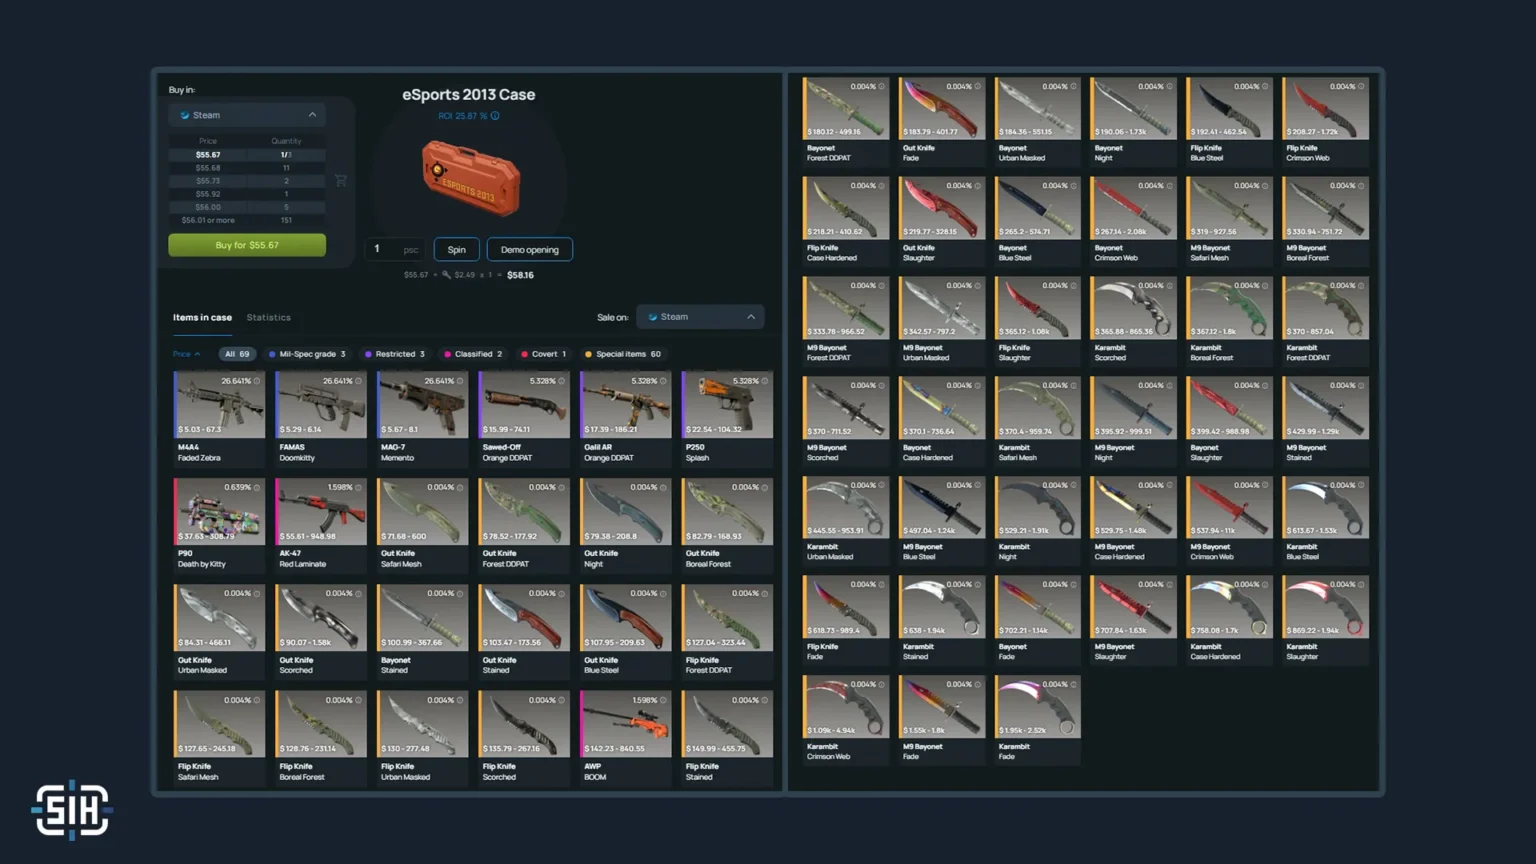 Buy in:
Steam
Price Quantity
$55.67 1/3
$55.68 11
$55.73 2
$55.92 1
$56.00 5
$56.01 or more 151
Buy for $55.67
eSports 2013 Case
ROI 25.87 %
ESPORTS 2013
1 psc
Spin
Demo opening
$55.67 + $2.49 x 1 = $58.16
Items in case
Statistics
Sale on:
Steam
Price
All 69
Mil-Spec grade 3
Restricted 3
Classified 2
Covert 1
Special items 60
26.641% 26.641% 26.641% 5.328% 5.328% 5.328%
$ 5.03 - 67.3 $ 5.29 - 6.14 $ 5.67 - 8.1 $ 15.99 - 74.11 $ 17.39 - 186.21 $ 22.54 - 104.32
M4A4 FAMAS MAG-7 Sawed-Off Galil AR P250
Faded Zebra Doomkitty Memento Orange DDPAT Orange DDPAT Splash
0.639% 1.598% 0.004% 0.004% 0.004% 0.004%
$ 37.63 - 308.79 $ 55.61 - 948.98 $ 71.68 - 600 $ 78.52 - 177.92 $ 79.38 - 208.8 $ 82.79 - 168.93
P90 AK-47 Gut Knife Gut Knife Gut Knife Gut Knife
Death by Kitty Red Laminate Safari Mesh Forest DDPAT Night Boreal Forest
0.004% 0.004% 0.004% 0.004% 0.004% 0.004%
$ 84.31 - 466.11 $ 90.07 - 1.58k $ 100.99 - 367.66 $ 103.47 - 173.56 $ 107.95 - 209.63 $ 127.04 - 323.44
Gut Knife Gut Knife Bayonet Gut Knife Gut Knife Flip Knife
Urban Masked Scorched Stained Stained Blue Steel Forest DDPAT
0.004% 0.004% 0.004% 0.004% 1.598% 0.004%
$ 127.65 - 245.18 $ 128.76 - 231.14 $ 130 - 277.48 $ 135.79 - 267.16 $ 142.23 - 840.55 $ 149.99 - 455.75
Flip Knife Flip Knife Flip Knife Flip Knife AWP Flip Knife
Safari Mesh Boreal Forest Urban Masked Scorched BOOM Stained
0.004% 0.004% 0.004% 0.004% 0.004% 0.004%
$ 180.12 - 499.16 $ 183.79 - 401.77 $ 184.36 - 551.15 $ 190.06 - 1.73k $ 192.41 - 462.54 $ 208.27 - 1.72k
Bayonet Gut Knife Bayonet Bayonet Flip Knife Flip Knife
Forest DDPAT Fade Urban Masked Night Blue Steel Crimson Web
0.004% 0.004% 0.004% 0.004% 0.004% 0.004%
$ 218.21 - 410.62 $ 219.77 - 328.15 $ 265.2 - 574.71 $ 267.14 - 2.08k $ 319 - 927.56 $ 330.94 - 751.72
Flip Knife Gut Knife Bayonet Bayonet M9 Bayonet M9 Bayonet
Case Hardened Slaughter Blue Steel Crimson Web Safari Mesh Boreal Forest
0.004% 0.004% 0.004% 0.004% 0.004% 0.004%
$ 333.78 - 966.52 $ 342.57 - 797.2 $ 365.12 - 1.08k $ 365.88 - 865.36 $ 367.12 - 1.8k $ 370 - 857.04
M9 Bayonet M9 Bayonet Flip Knife Karambit Karambit Karambit
Forest DDPAT Urban Masked Slaughter Scorched Boreal Forest Forest DDPAT
0.004% 0.004% 0.004% 0.004% 0.004% 0.004%
$ 370 - 711.52 $ 370.1 - 736.64 $ 370.4 - 959.74 $ 395.92 - 999.51 $ 399.42 - 988.98 $ 429.99 - 1.29k
M9 Bayonet Bayonet Karambit M9 Bayonet Bayonet M9 Bayonet
Scorched Case Hardened Safari Mesh Night Slaughter Stained
0.004% 0.004% 0.004% 0.004% 0.004% 0.004%
$ 445.55 - 953.91 $ 497.04 - 1.24k $ 529.21 - 1.91k $ 529.75 - 1.48k $ 537.94 - 11k $ 613.67 - 1.53k
Karambit M9 Bayonet Karambit M9 Bayonet M9 Bayonet Karambit
Urban Masked Blue Steel Night Case Hardened Crimson Web Blue Steel
0.004% 0.004% 0.004% 0.004% 0.004% 0.004%
$ 618.73 - 989.4 $ 638 - 1.94k $ 702.21 - 1.14k $ 707.84 - 1.63k $ 758.08 - 1.7k $ 869.22 - 1.94k
Flip Knife Karambit Bayonet M9 Bayonet Karambit Karambit
Fade Stained Fade Slaughter Case Hardened Slaughter
0.004% 0.004% 0.004%
$ 1.09k - 4.94k $ 1.55k - 1.8k $ 1.95k - 2.52k
Karambit M9 Bayonet Karambit
Crimson Web Fade Fade
SIH